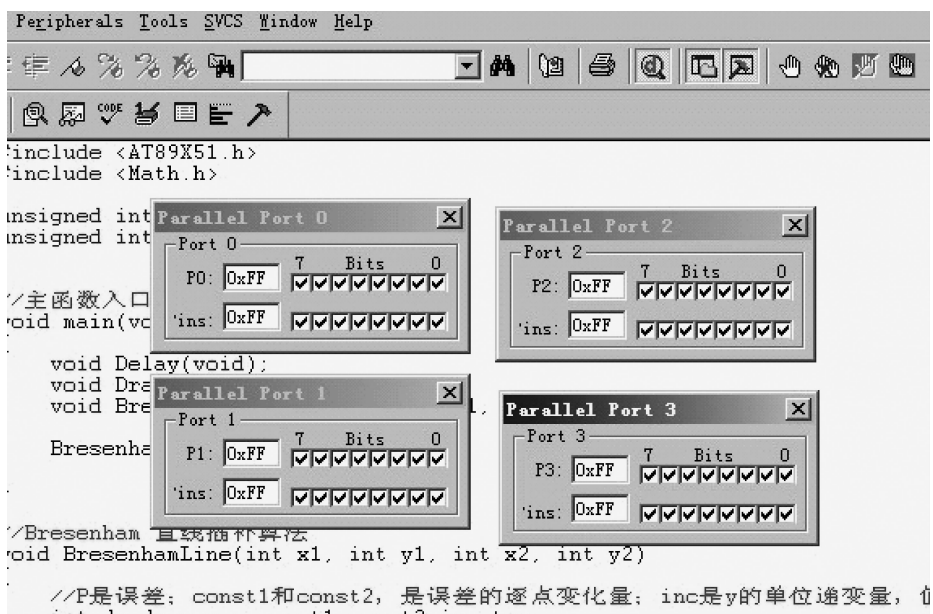 Peripherals Tools SVCS Window Help
CODE
#include <AT89X51.h>
#include <Math.h>
unsigned int
unsigned int
Parallel Port 0
Port 0
7 Bits 0
P0: 0xFF
'ins: 0xFF
Parallel Port 2
Port 2
7 Bits 0
P2: 0xFF
'ins: 0xFF
//主函数入口
void main(vo
void Delay(void);
void Dra
void Bre
Bresenha
Parallel Port 1
Port 1
7 Bits 0
P1: 0xFF
'ins: 0xFF
Parallel Port 3
Port 3
7 Bits 0
P3: 0xFF
'ins: 0xFF
//Bresenham 直线插补算法
void BresenhamLine(int x1, int y1, int x2, int y2)
//P是误差; const1和const2, 是误差的逐点变化量; inc是y的单位递变量,